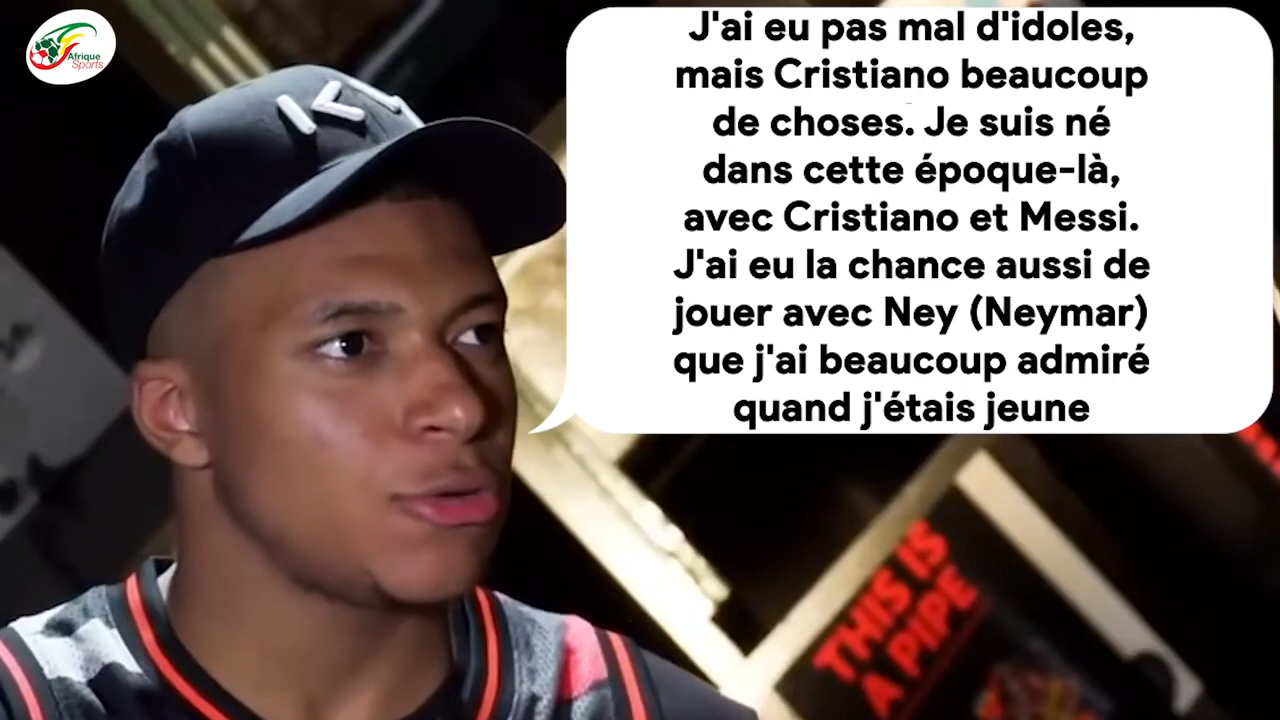 Afrique
Sports
J'ai eu pas mal d'idoles,
mais Cristiano beaucoup
de choses. Je suis né
dans cette époque-là,
avec Cristiano et Messi.
J'ai eu la chance aussi de
jouer avec Ney (Neymar)
que j'ai beaucoup admiré
quand j'étais jeune
THIS IS
A PIPE